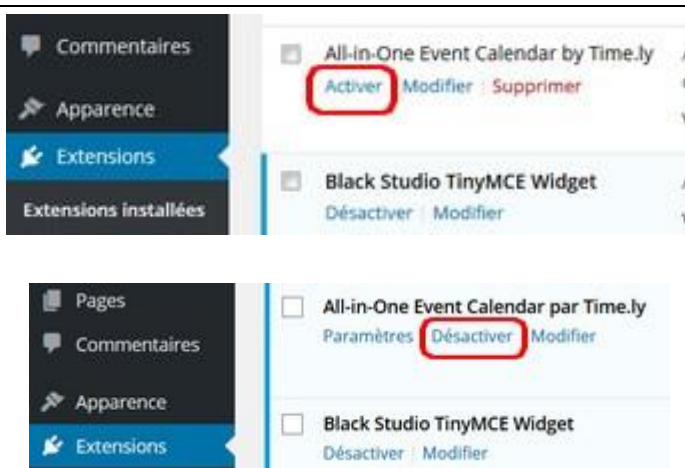 Commentaires
Apparence
Extensions
Extensions installées
All-in-One Event Calendar by Time.ly
Activer Modifier Supprimer
Black Studio TinyMCE Widget
Désactiver Modifier
Pages
Commentaires
Apparence
Extensions
All-in-One Event Calendar par Time.ly
Paramètres Désactiver Modifier
Black Studio TinyMCE Widget
Désactiver Modifier